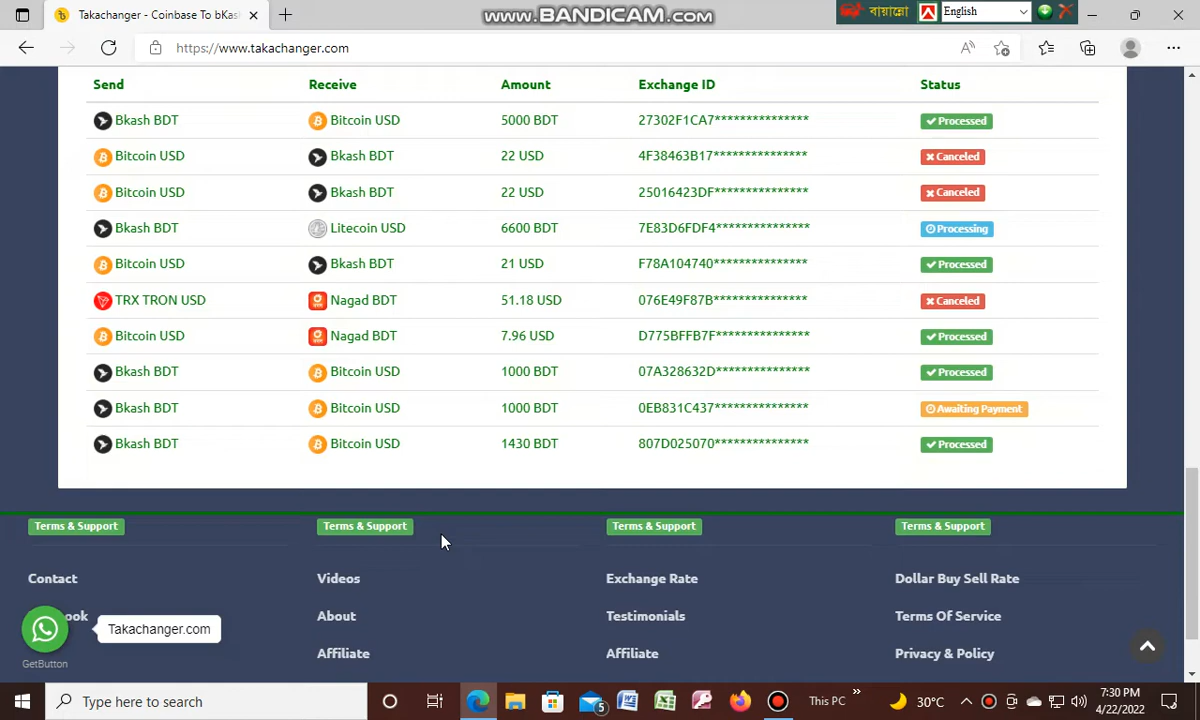 Takachanger - Coinbase To bKash
www.BANDICAM.com
বায়ান্নো
English
https://www.takachanger.com
Send Receive Amount Exchange ID Status
Bkash BDT Bitcoin USD 5000 BDT 27302F1CA7*************** Processed
Bitcoin USD Bkash BDT 22 USD 4F38463B17*************** Canceled
Bitcoin USD Bkash BDT 22 USD 25016423DF*************** Canceled
Bkash BDT Litecoin USD 6600 BDT 7E83D6FDF4*************** Processing
Bitcoin USD Bkash BDT 21 USD F78A104740*************** Processed
TRX TRON USD Nagad BDT 51.18 USD 076E49F87B*************** Canceled
Bitcoin USD Nagad BDT 7.96 USD D775BFFB7F*************** Processed
Bkash BDT Bitcoin USD 1000 BDT 07A328632D*************** Processed
Bkash BDT Bitcoin USD 1000 BDT 0EB831C437*************** Awaiting Payment
Bkash BDT Bitcoin USD 1430 BDT 807D025070*************** Processed
Terms & Support Terms & Support Terms & Support Terms & Support
Contact Videos Exchange Rate Dollar Buy Sell Rate
ook About Testimonials Terms Of Service
Takachanger.com
GetButton Affiliate Affiliate Privacy & Policy
Type here to search
5
This PC
30°C
7:30 PM
4/22/2022